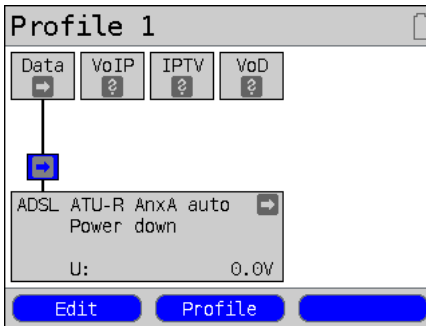 Profile 1
Data VoIP IPTV VoD
? ? ?
ADSL ATU-R AnxA auto
Power down
U: 0.0V
Edit Profile